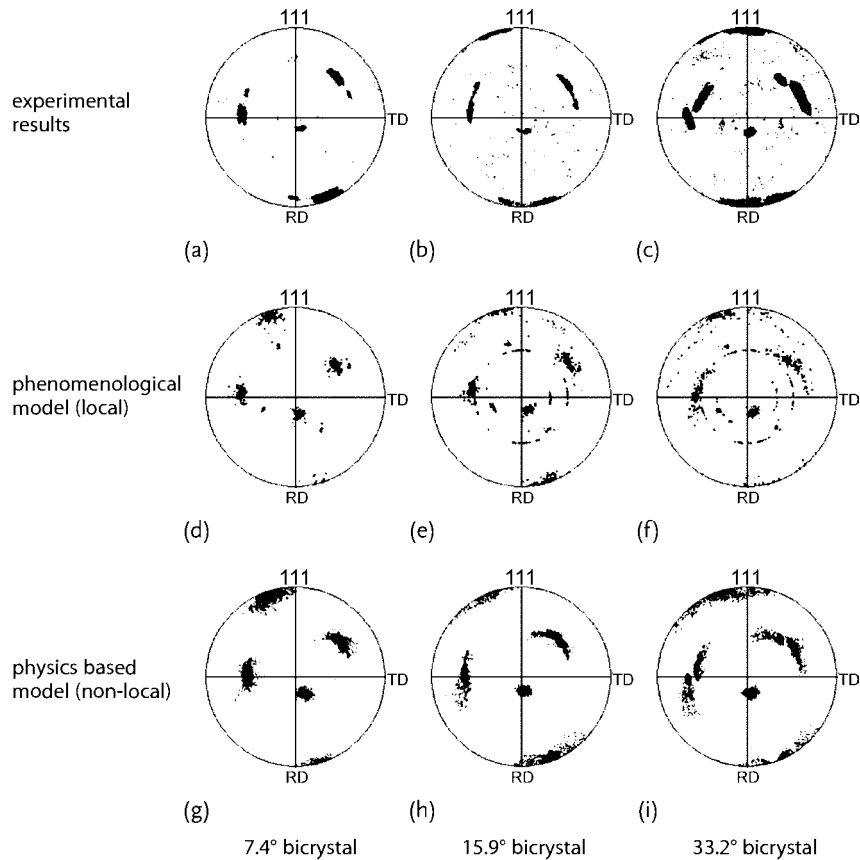 111 111 111
experimental
results
TD TD TD
RD RD RD
(a) (b) (c)
111 111 111
phenomenological
model (local)
TD TD TD
RD RD RD
(d) (e) (f)
111 111 111
physics based
model (non-local)
TD TD TD
RD RD RD
(g) (h) (i)
7.4° bicrystal 15.9° bicrystal 33.2° bicrystal